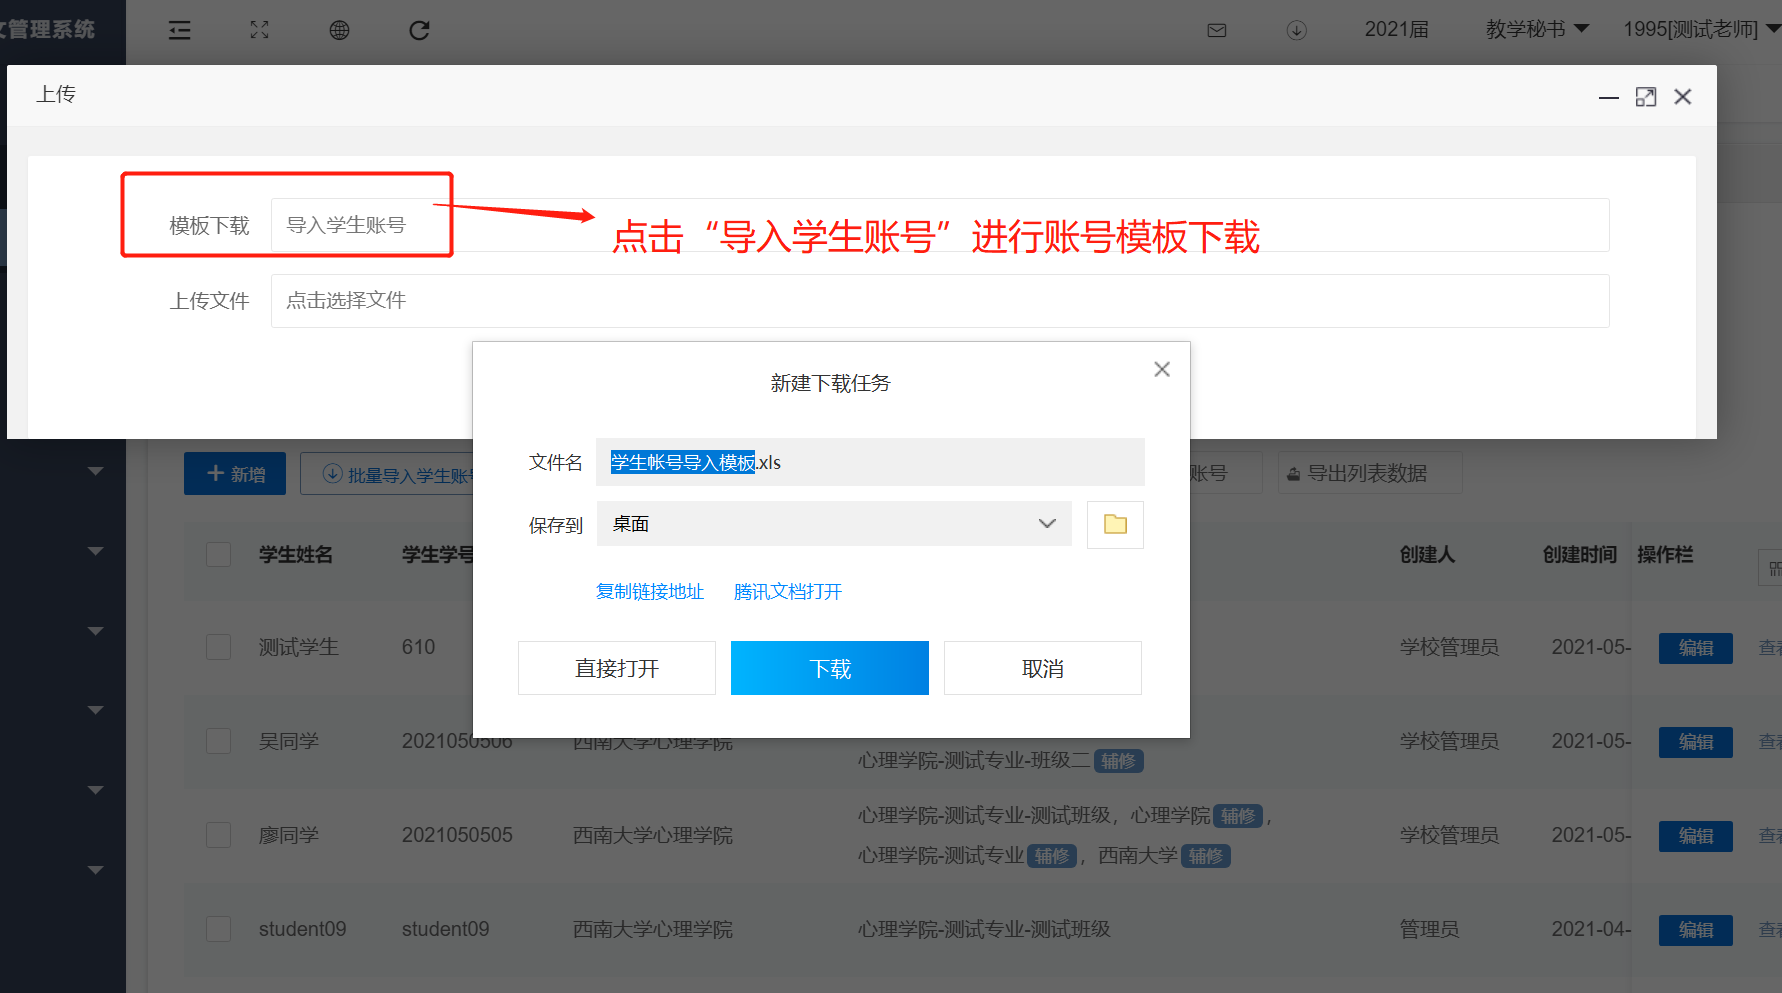 管理系统
2021届
教学秘书
1995[测试老师]
上传
模板下载
导入学生账号
点击“导入学生账号”进行账号模板下载
上传文件
点击选择文件
新建下载任务
文件名
学生帐号导入模板.xls
保存到
桌面
复制链接地址
腾讯文档打开
直接打开
下载
取消
新增
批量导入学生账
账号
导出列表数据
学生姓名
学生学号
创建人
创建时间
操作栏
测试学生
610
学校管理员
2021-05-
编辑
查
吴同学
2021050506
西南大学心理学院
心理学院-测试专业-班级二 辅修
学校管理员
2021-05-
编辑
查
廖同学
2021050505
西南大学心理学院
心理学院-测试专业-测试班级，心理学院 辅修，
心理学院-测试专业 辅修，西南大学 辅修
学校管理员
2021-05-
编辑
查
student09
student09
西南大学心理学院
心理学院-测试专业-测试班级
管理员
2021-04-
编辑
查